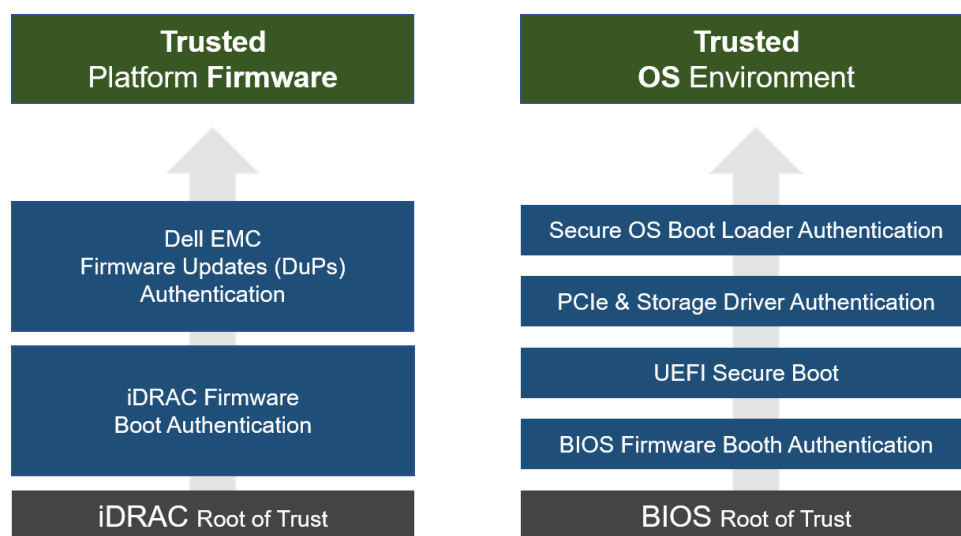 Trusted
Platform Firmware
Dell EMC
Firmware Updates (DuPs)
Authentication
iDRAC Firmware
Boot Authentication
iDRAC Root of Trust
Trusted
OS Environment
Secure OS Boot Loader Authentication
PCIe & Storage Driver Authentication
UEFI Secure Boot
BIOS Firmware Booth Authentication
BIOS Root of Trust